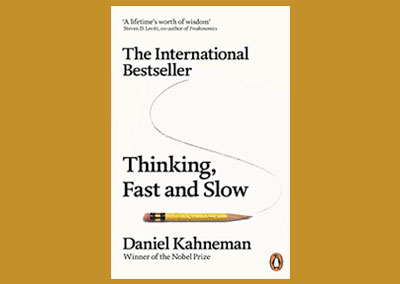 ‘A lifetime's worth of wisdom’
Steven D. Levitt, co-author of Freakonomics
The International
Bestseller
Thinking,
Fast and Slow
Daniel Kahneman
Winner of the Nobel Prize